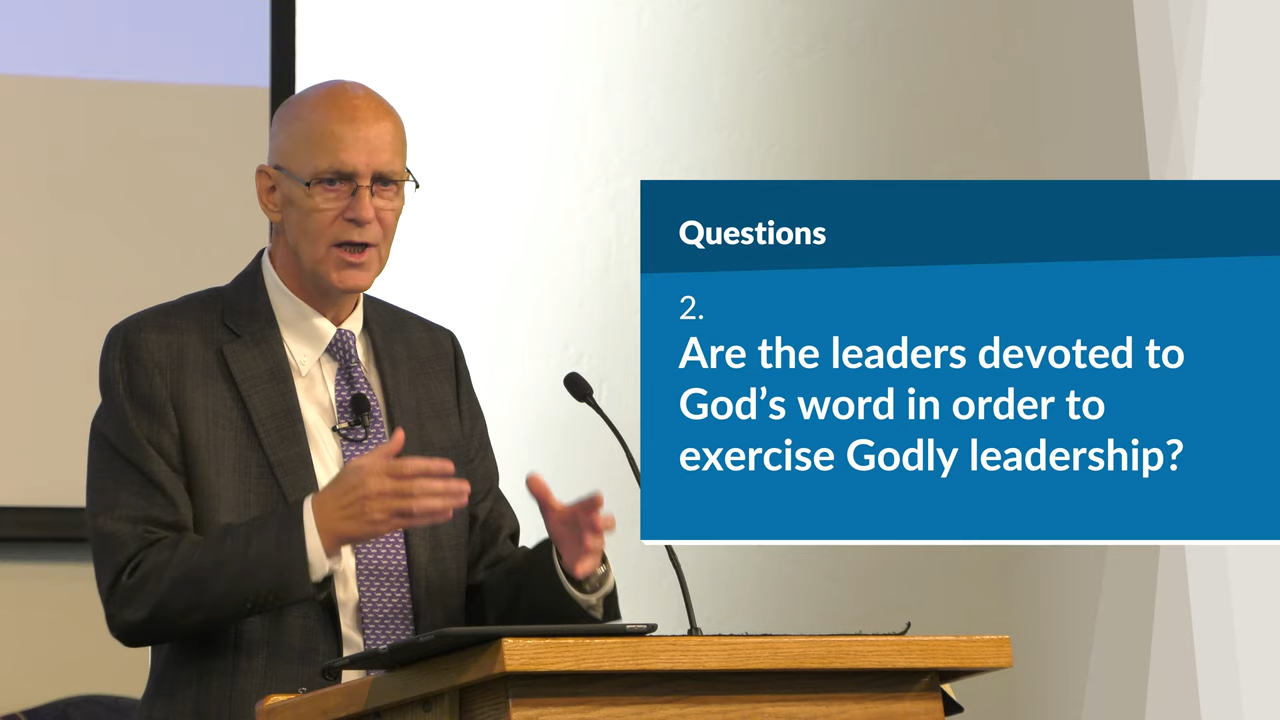 Questions
2.
Are the leaders devoted to
God's word in order to
exercise Godly leadership?